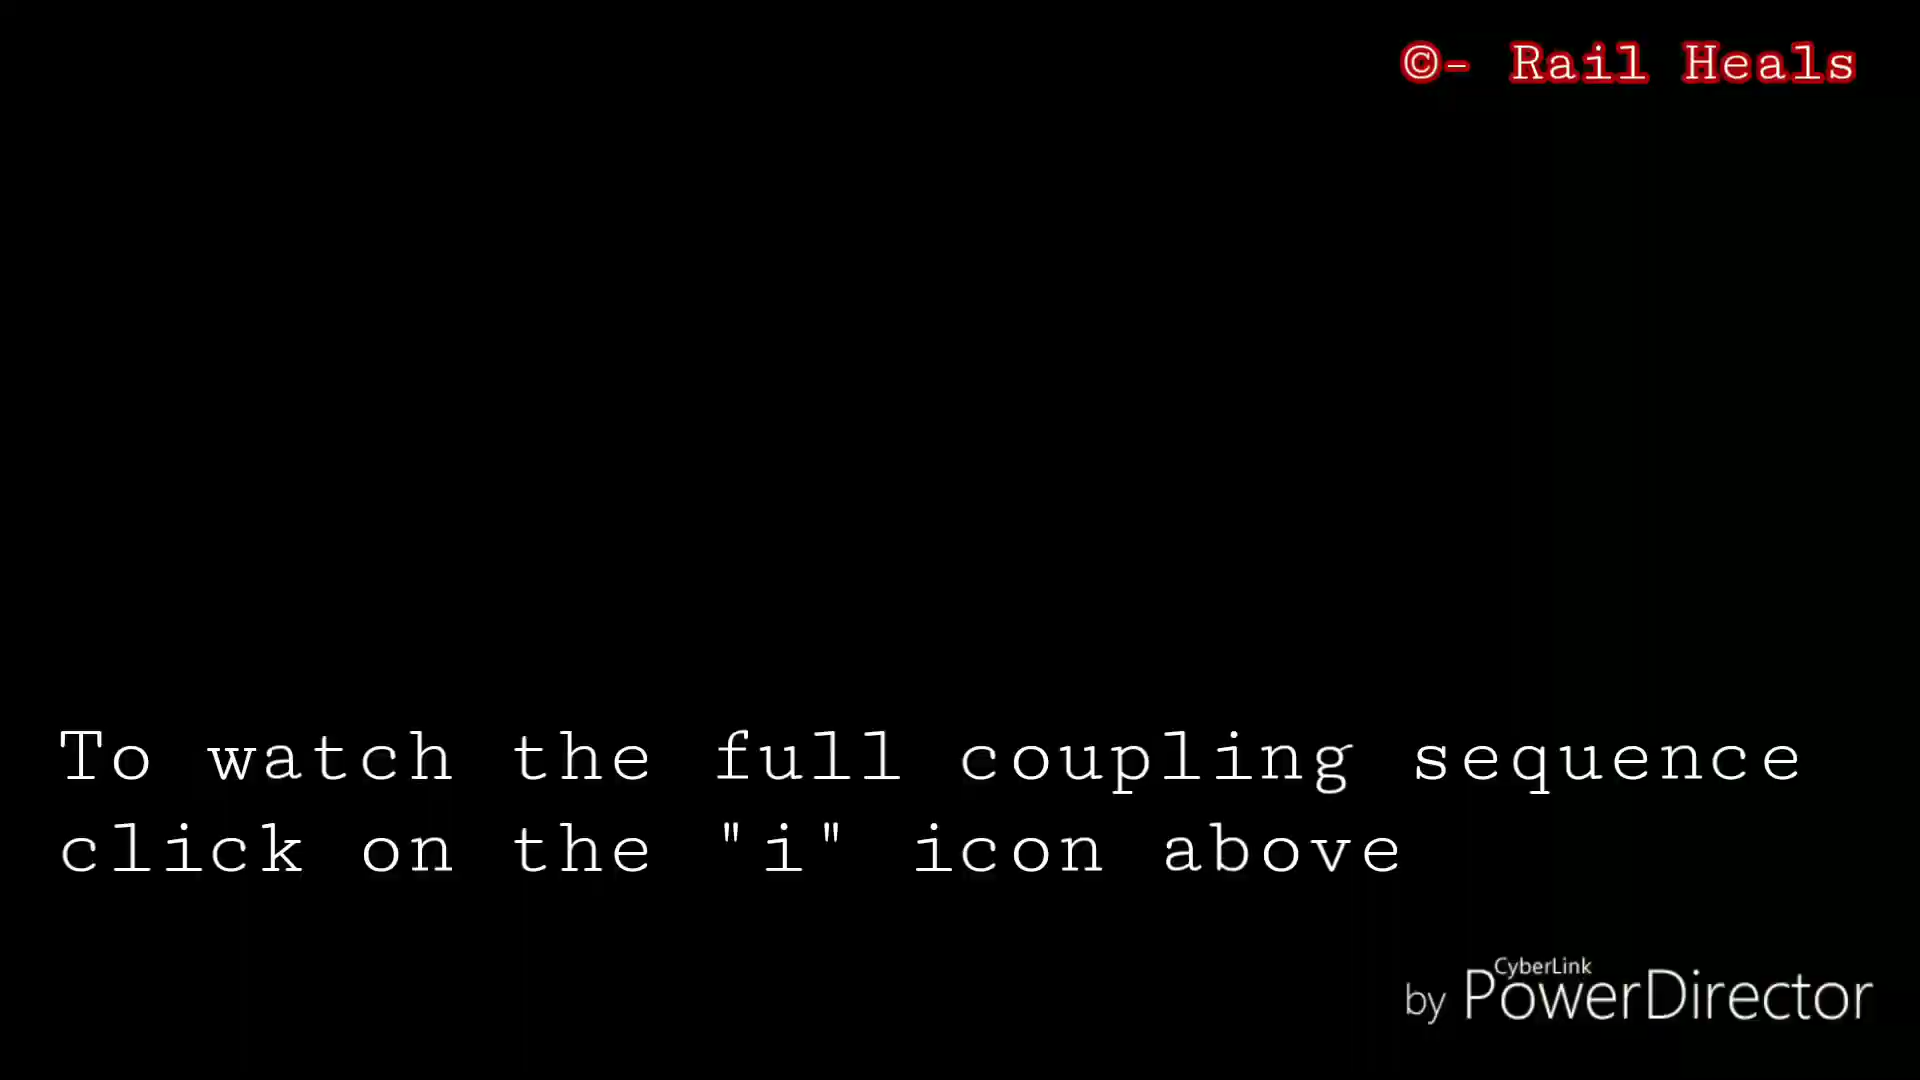 ©- Rail Heals
To watch the full coupling sequence
click on the "i" icon above
CyberLink
by PowerDirector